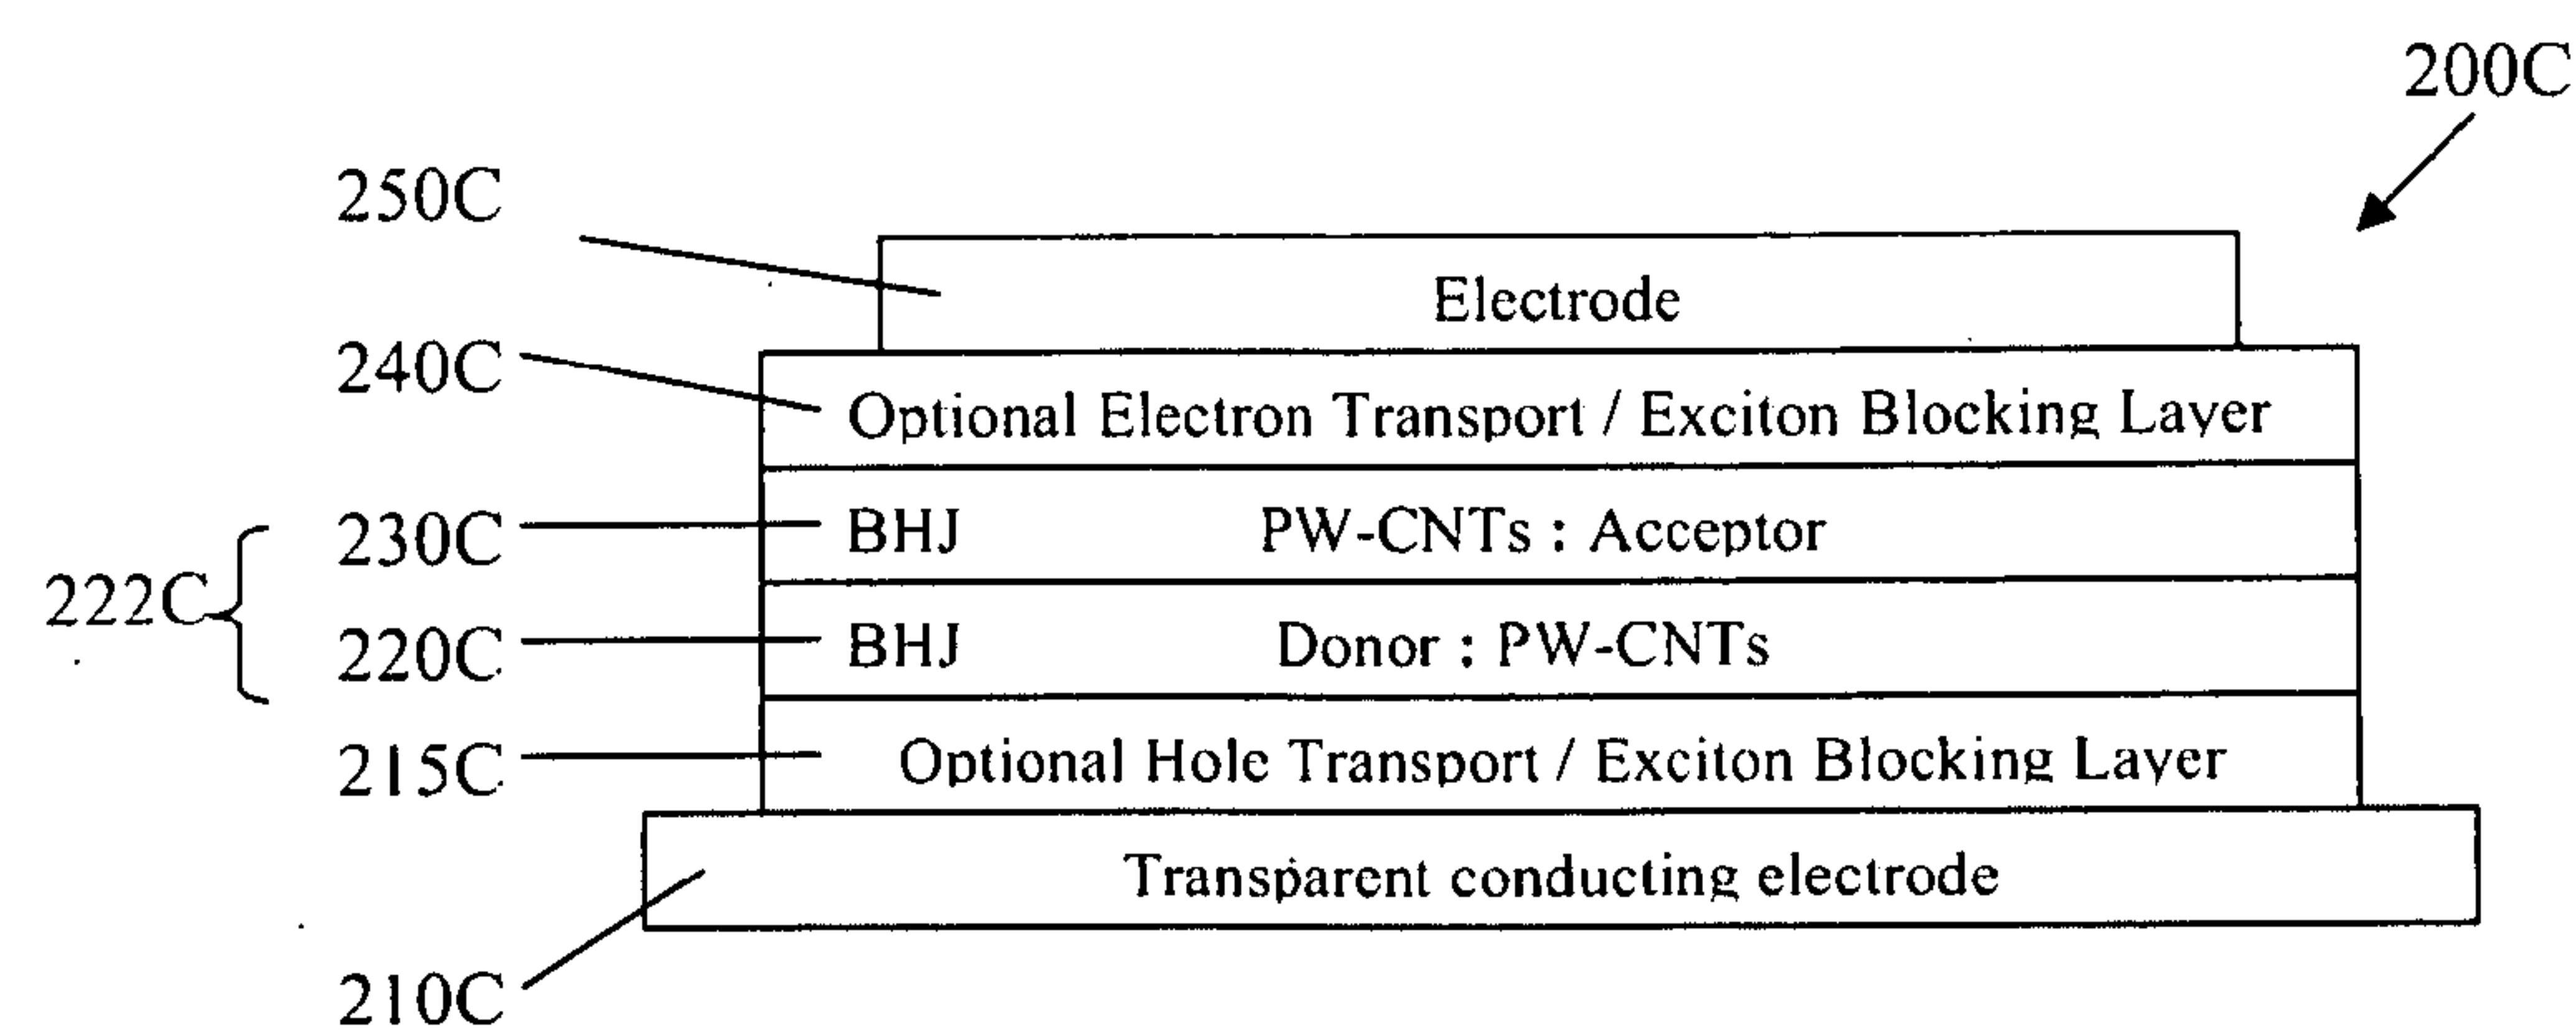 200C
250C
Electrode
240C
Optional Electron Transport / Exciton Blocking Layer
230C
BHJ PW-CNTs : Acceptor
222C
220C
BHJ Donor : PW-CNTs
215C
Optional Hole Transport / Exciton Blocking Layer
Transparent conducting electrode
210C